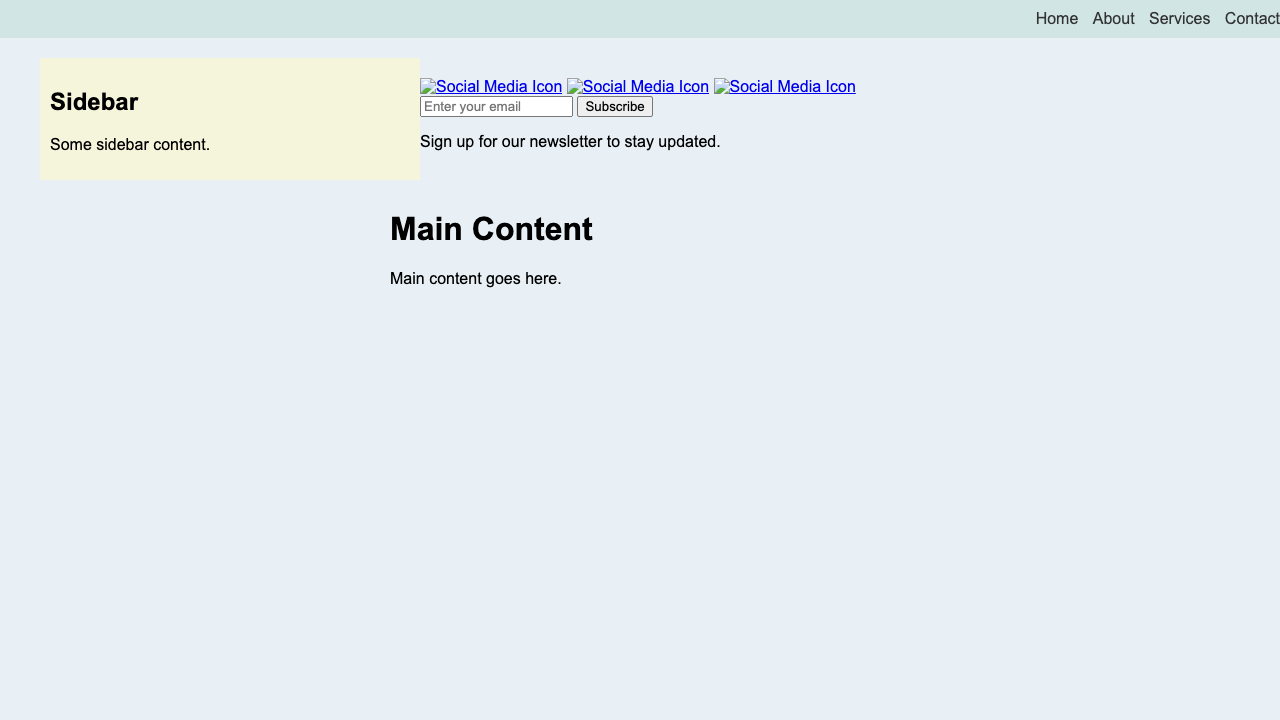 Home About Services Contact
Sidebar
Some sidebar content.
Social Media Icon Social Media Icon Social Media Icon
Enter your email Subscribe
Sign up for our newsletter to stay updated.
Main Content
Main content goes here.